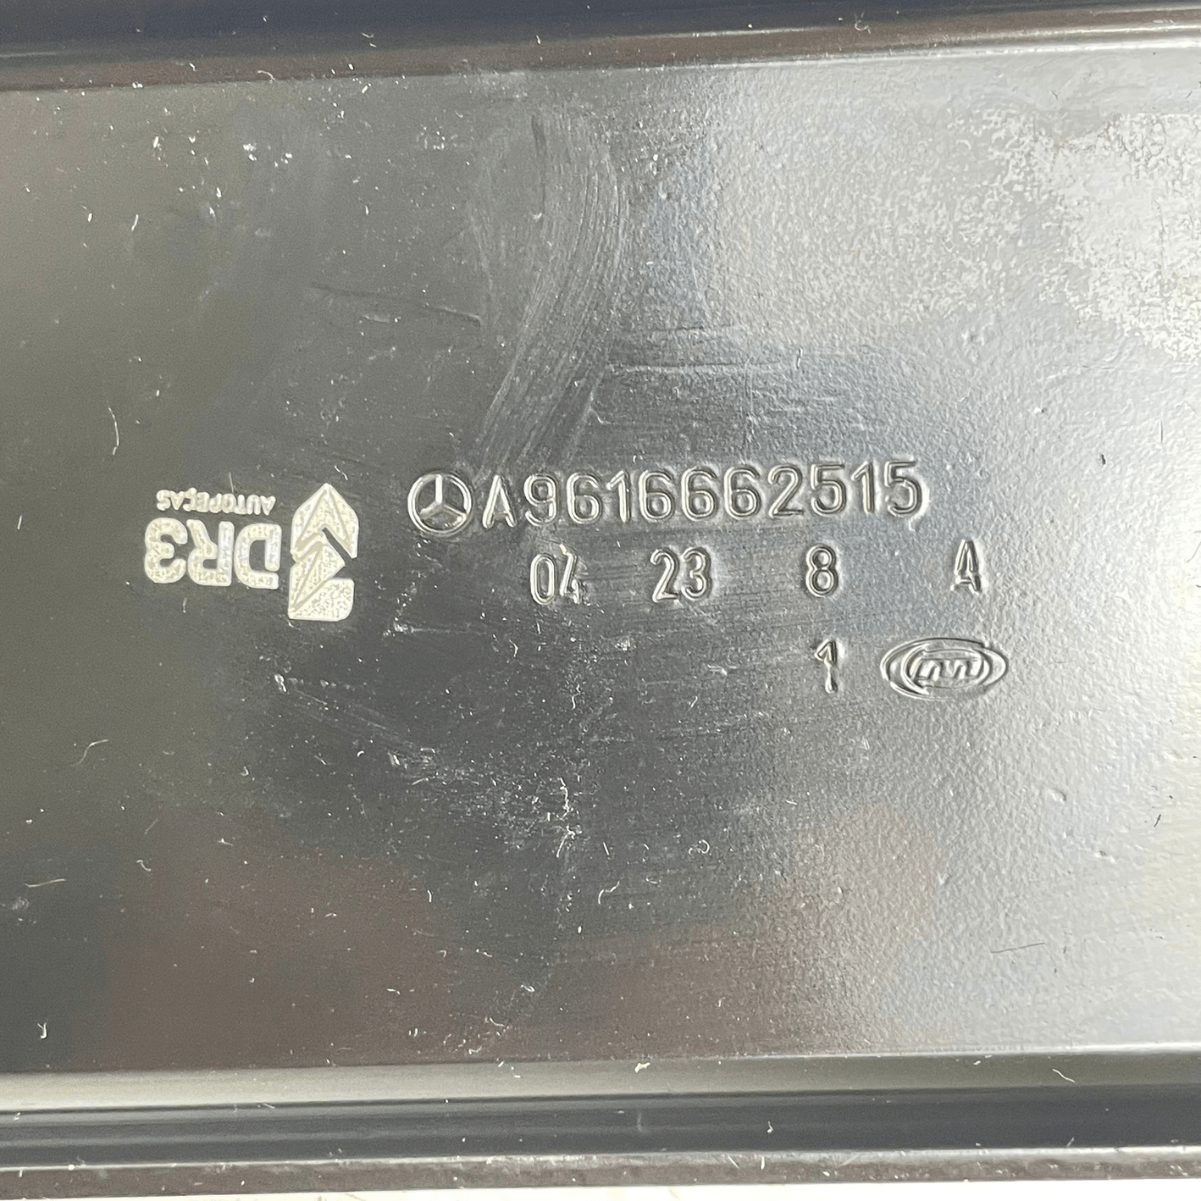 A9616662515
04 23 8 A
1
DR3
AUTOPEÇAS